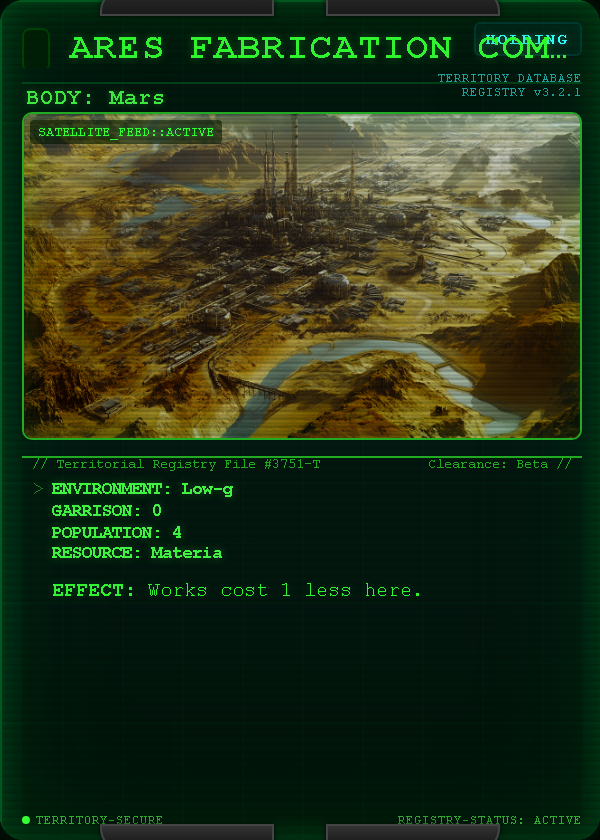 ARES FABRICATION COM…
HOLDING
TERRITORY DATABASE
REGISTRY v3.2.1
BODY: Mars
SATELLITE_FEED::ACTIVE
// Territorial Registry File #3751-T
Clearance: Beta //
> ENVIRONMENT: Low-g
GARRISON: 0
POPULATION: 4
RESOURCE: Materia
EFFECT: Works cost 1 less here.
TERRITORY-SECURE
REGISTRY-STATUS: ACTIVE